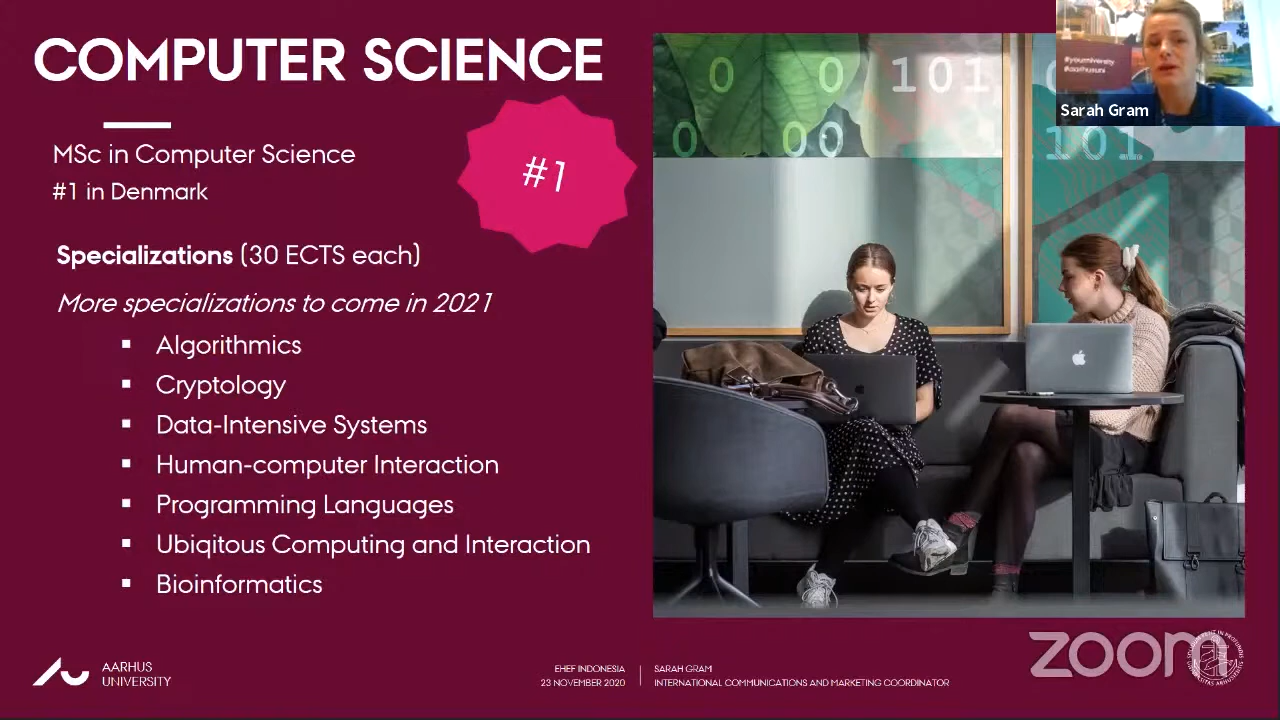 COMPUTER SCIENCE
MSc in Computer Science
#1 in Denmark
#1
Specializations (30 ECTS each)
More specializations to come in 2021
▪ Algorithmics
▪ Cryptology
▪ Data-Intensive Systems
▪ Human-computer Interaction
▪ Programming Languages
▪ Ubiqitous Computing and Interaction
▪ Bioinformatics
0 0 101
0 00 101
#youniversity
#aarhusuni
Sarah Gram
AARHUS
UNIVERSITY
EHEF INDONESIA
23 NOVEMBER 2020
SARAH GRAM
INTERNATIONAL COMMUNICATIONS AND MARKETING COORDINATOR
zoom